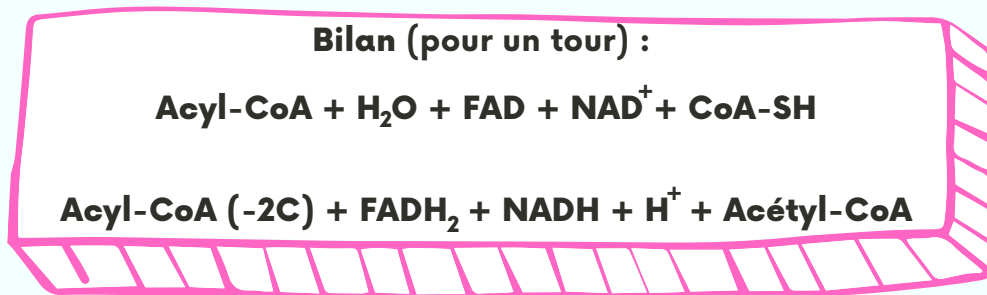 Bilan (pour un tour) :
Acyl-CoA + H₂O + FAD + NAD⁺ + CoA-SH
Acyl-CoA (-2C) + FADH₂ + NADH + H⁺ + Acétyl-CoA